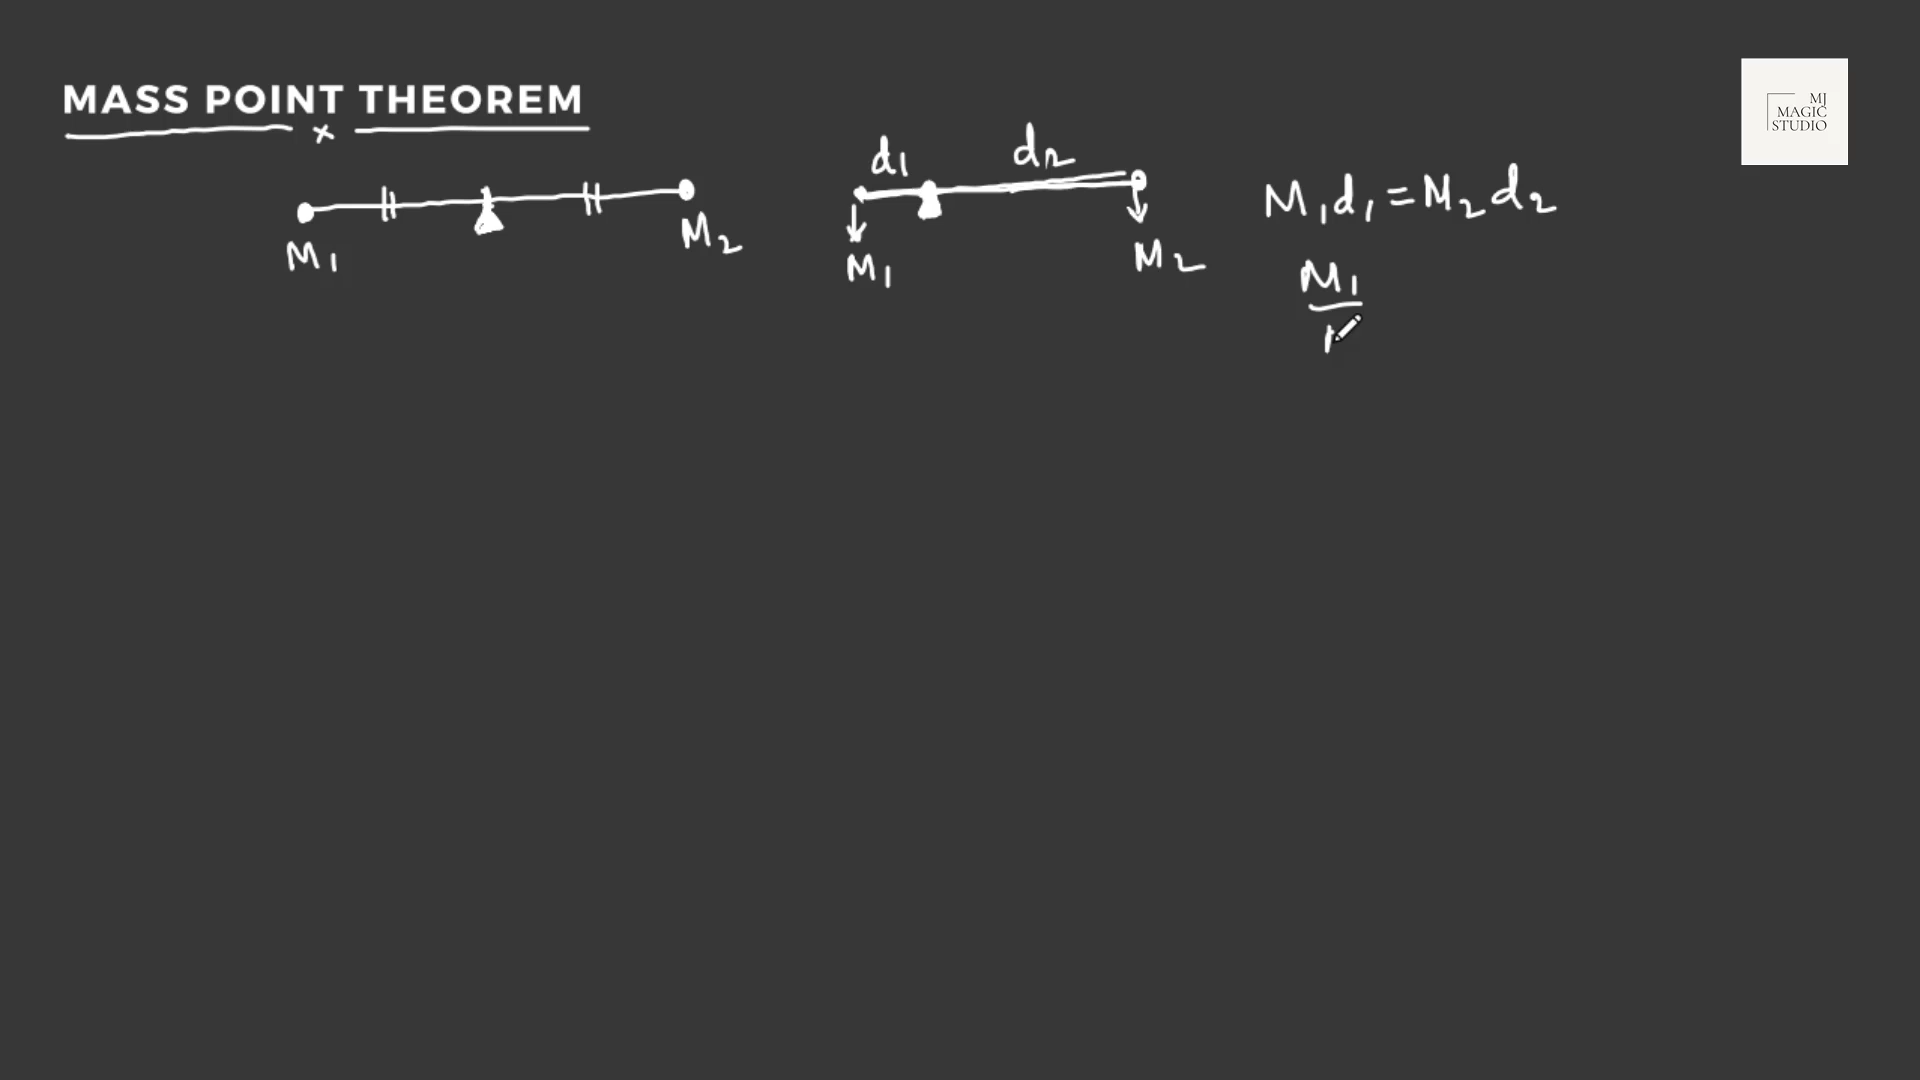 MASS POINT THEOREM
MJ
MAGIC
STUDIO
d1 d2
M1 M2
M1 M2
M1d1=M2d2
M1